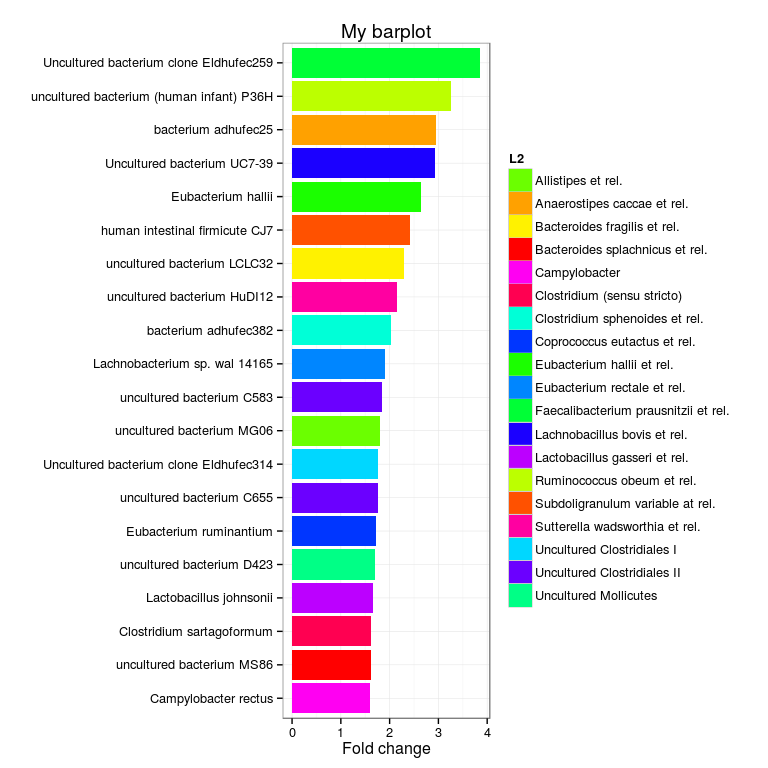 My barplot
Uncultured bacterium clone Eldhufec259
uncultured bacterium (human infant) P36H
bacterium adhufec25
Uncultured bacterium UC7-39
Eubacterium hallii
human intestinal firmicute CJ7
uncultured bacterium LCLC32
uncultured bacterium HuDI12
bacterium adhufec382
Lachnobacterium sp. wal 14165
uncultured bacterium C583
uncultured bacterium MG06
Uncultured bacterium clone Eldhufec314
uncultured bacterium C655
Eubacterium ruminantium
uncultured bacterium D423
Lactobacillus johnsonii
Clostridium sartagoformum
uncultured bacterium MS86
Campylobacter rectus
0 1 2 3 4
Fold change
L2
Allistipes et rel.
Anaerostipes caccae et rel.
Bacteroides fragilis et rel.
Bacteroides splachnicus et rel.
Campylobacter
Clostridium (sensu stricto)
Clostridium sphenoides et rel.
Coprococcus eutactus et rel.
Eubacterium hallii et rel.
Eubacterium rectale et rel.
Faecalibacterium prausnitzii et rel.
Lachnobacillus bovis et rel.
Lactobacillus gasseri et rel.
Ruminococcus obeum et rel.
Subdoligranulum variable at rel.
Sutterella wadsworthia et rel.
Uncultured Clostridiales I
Uncultured Clostridiales II
Uncultured Mollicutes